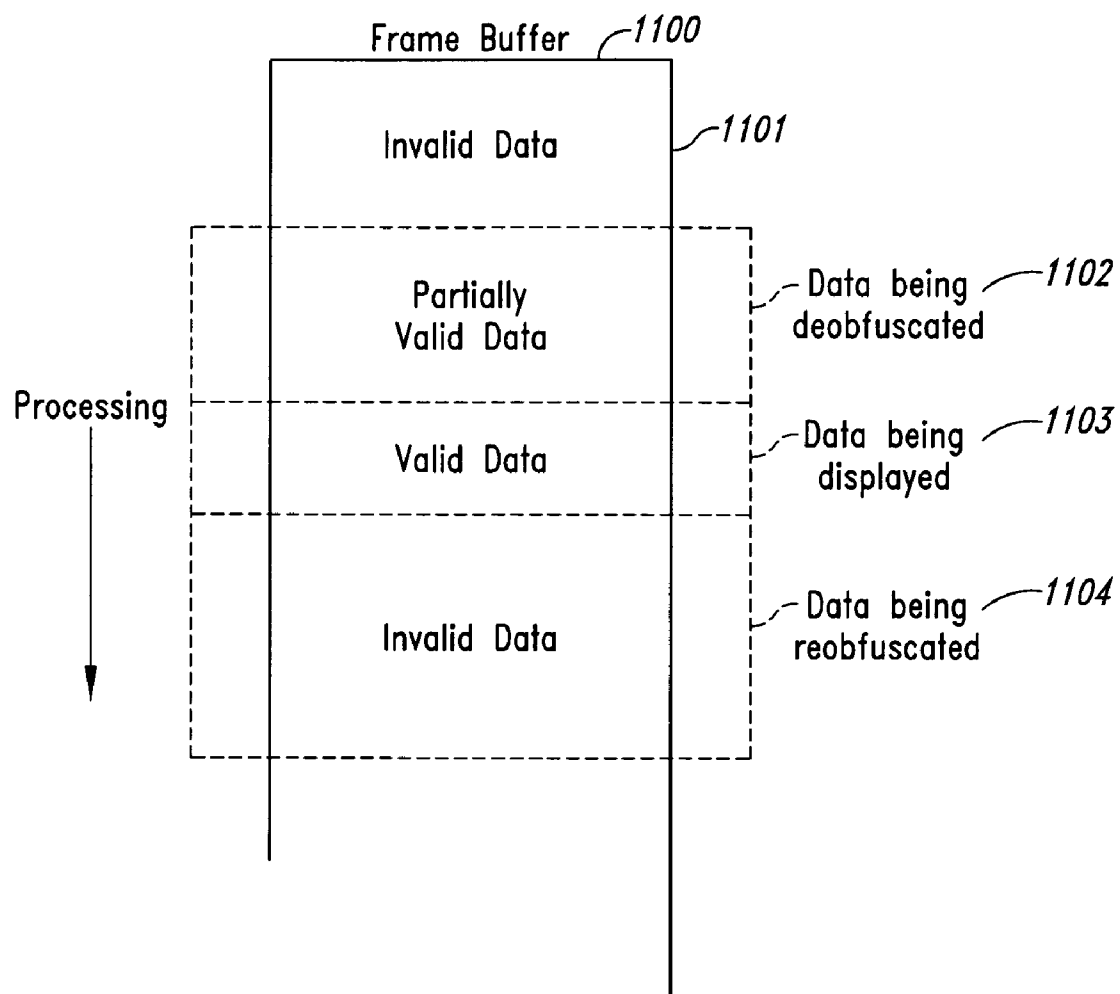 Frame Buffer 1100
Invalid Data
1101
Partially
Valid Data
Data being
deobfuscated
1102
Processing
Valid Data
Data being
displayed
1103
Invalid Data
Data being
reobfuscated
1104